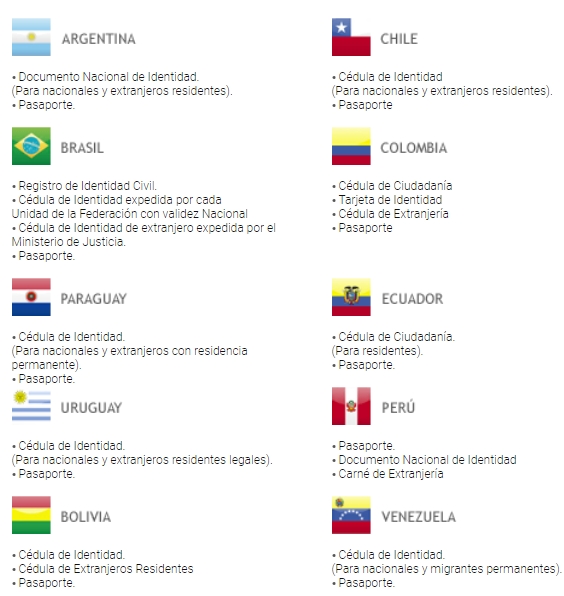 ARGENTINA
• Documento Nacional de Identidad.
(Para nacionales y extranjeros residentes).
• Pasaporte.
CHILE
• Cédula de Identidad
(Para nacionales y extranjeros residentes).
• Pasaporte
BRASIL
• Registro de Identidad Civil.
• Cédula de Identidad expedida por cada
Unidad de la Federación con validez Nacional
• Cédula de Identidad de extranjero expedida por el
Ministerio de Justicia.
• Pasaporte.
COLOMBIA
• Cédula de Ciudadanía
• Tarjeta de Identidad
• Cédula de Extranjería
• Pasaporte
PARAGUAY
• Cédula de Identidad.
(Para nacionales y extranjeros con residencia
permanente).
• Pasaporte.
ECUADOR
• Cédula de Ciudadanía.
(Para residentes).
• Pasaporte.
URUGUAY
• Cédula de Identidad.
(Para nacionales y extranjeros residentes legales).
• Pasaporte.
PERÚ
• Pasaporte.
• Documento Nacional de Identidad
• Carné de Extranjería
BOLIVIA
• Cédula de Identidad.
• Cédula de Extranjeros Residentes
• Pasaporte.
VENEZUELA
• Cédula de Identidad.
(Para nacionales y migrantes permanentes).
• Pasaporte.